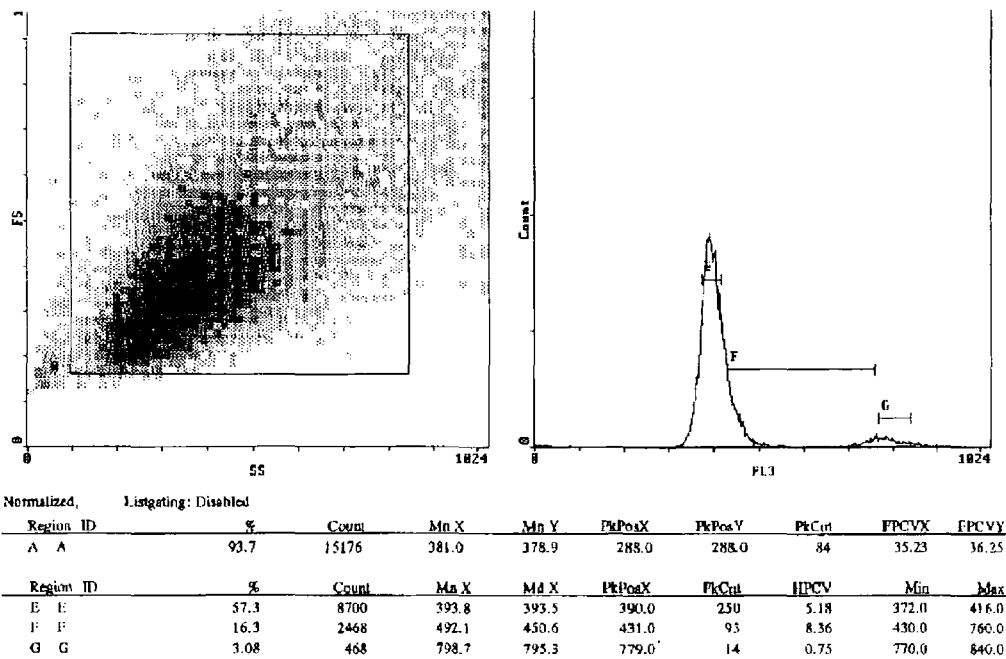 1
FS
0
0
SS
1024
Count
0
E
F
G
0
FL3
1024
Normalized, Listgating: Disabled
Region ID % Count Mn X Mn Y PkPosX PkPosY PkCnt FPCVX FPCVY
A A 93.7 15176 381.0 378.9 288.0 288.0 84 35.23 36.25
Region ID % Count Mn X Md X PkPosX PkCnt HPCV Min Max
E E 57.3 8700 393.8 393.5 390.0 250 5.18 372.0 416.0
F F 16.3 2468 492.1 450.6 431.0 93 8.36 430.0 760.0
G G 3.08 468 798.7 795.3 779.0 14 0.75 770.0 840.0